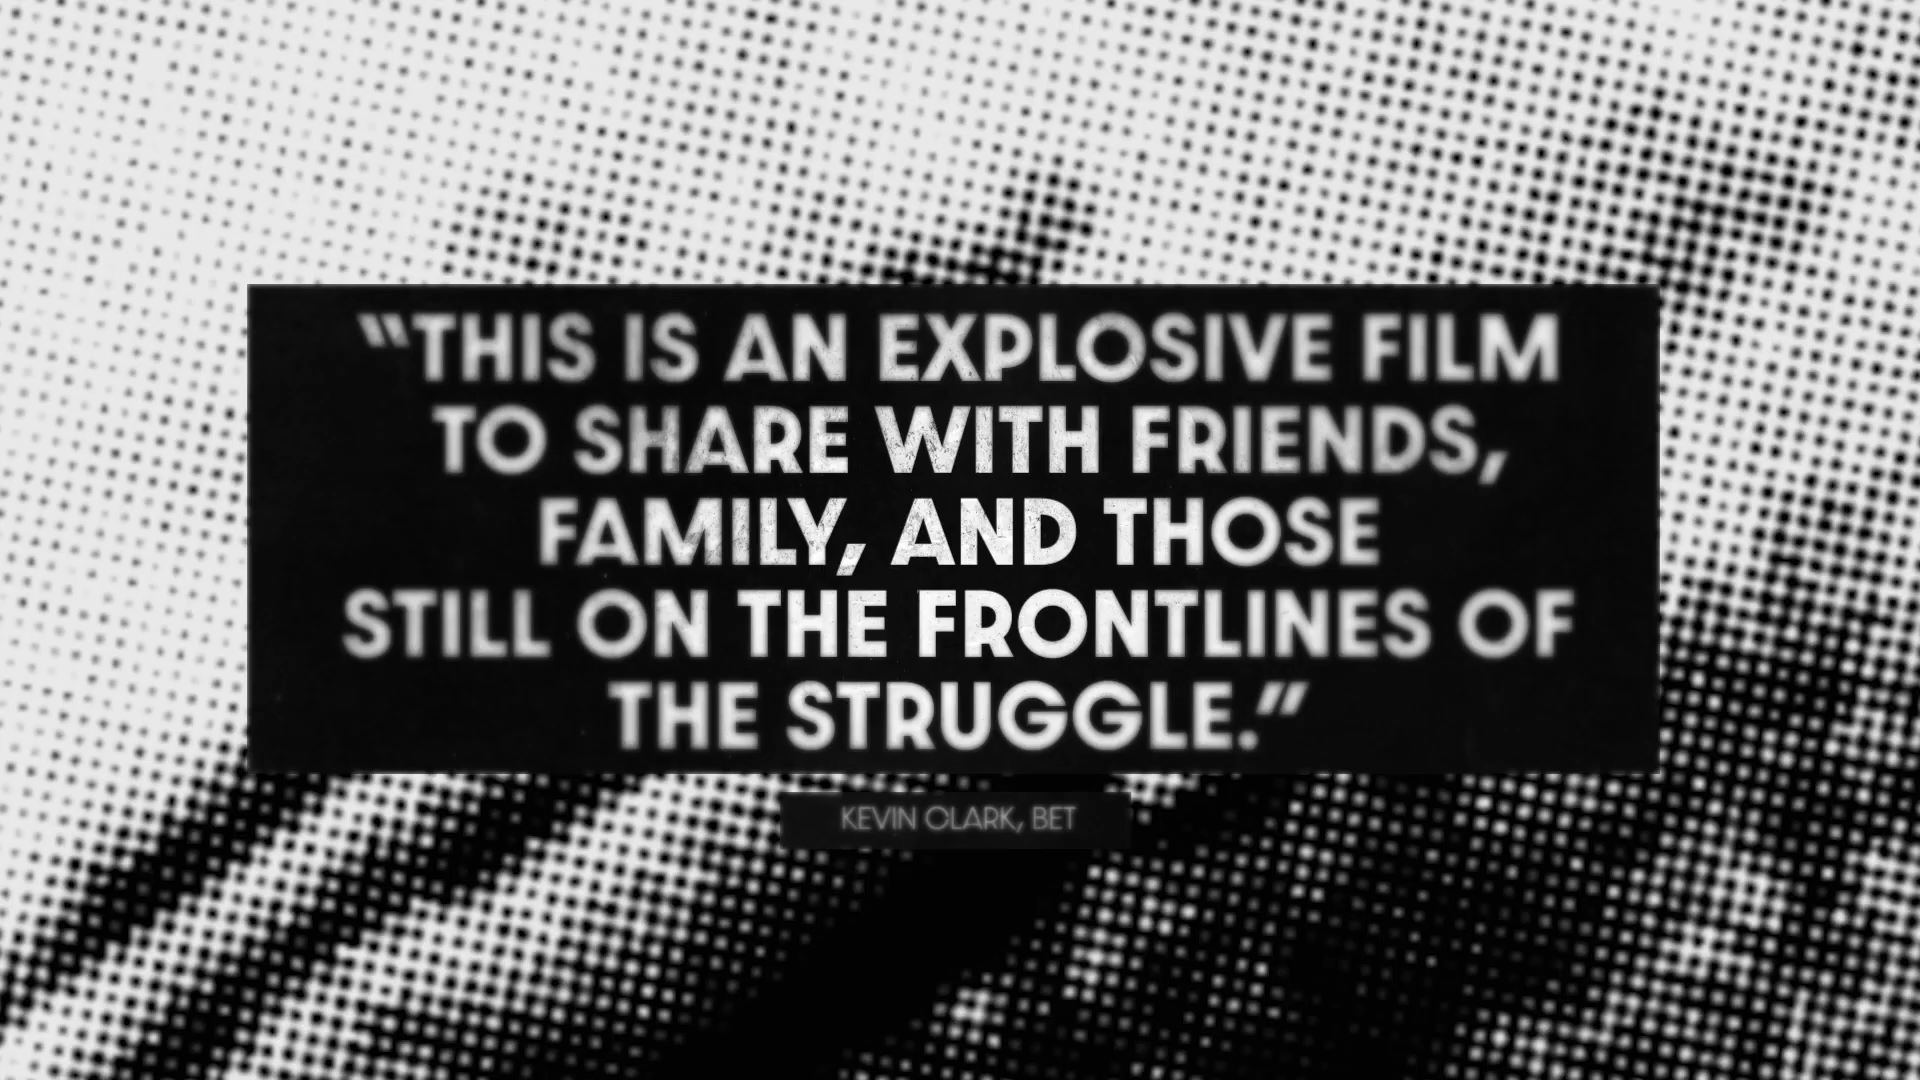 “THIS IS AN EXPLOSIVE FILM
TO SHARE WITH FRIENDS,
FAMILY, AND THOSE
STILL ON THE FRONTLINES OF
THE STRUGGLE.”
KEVIN CLARK, BET